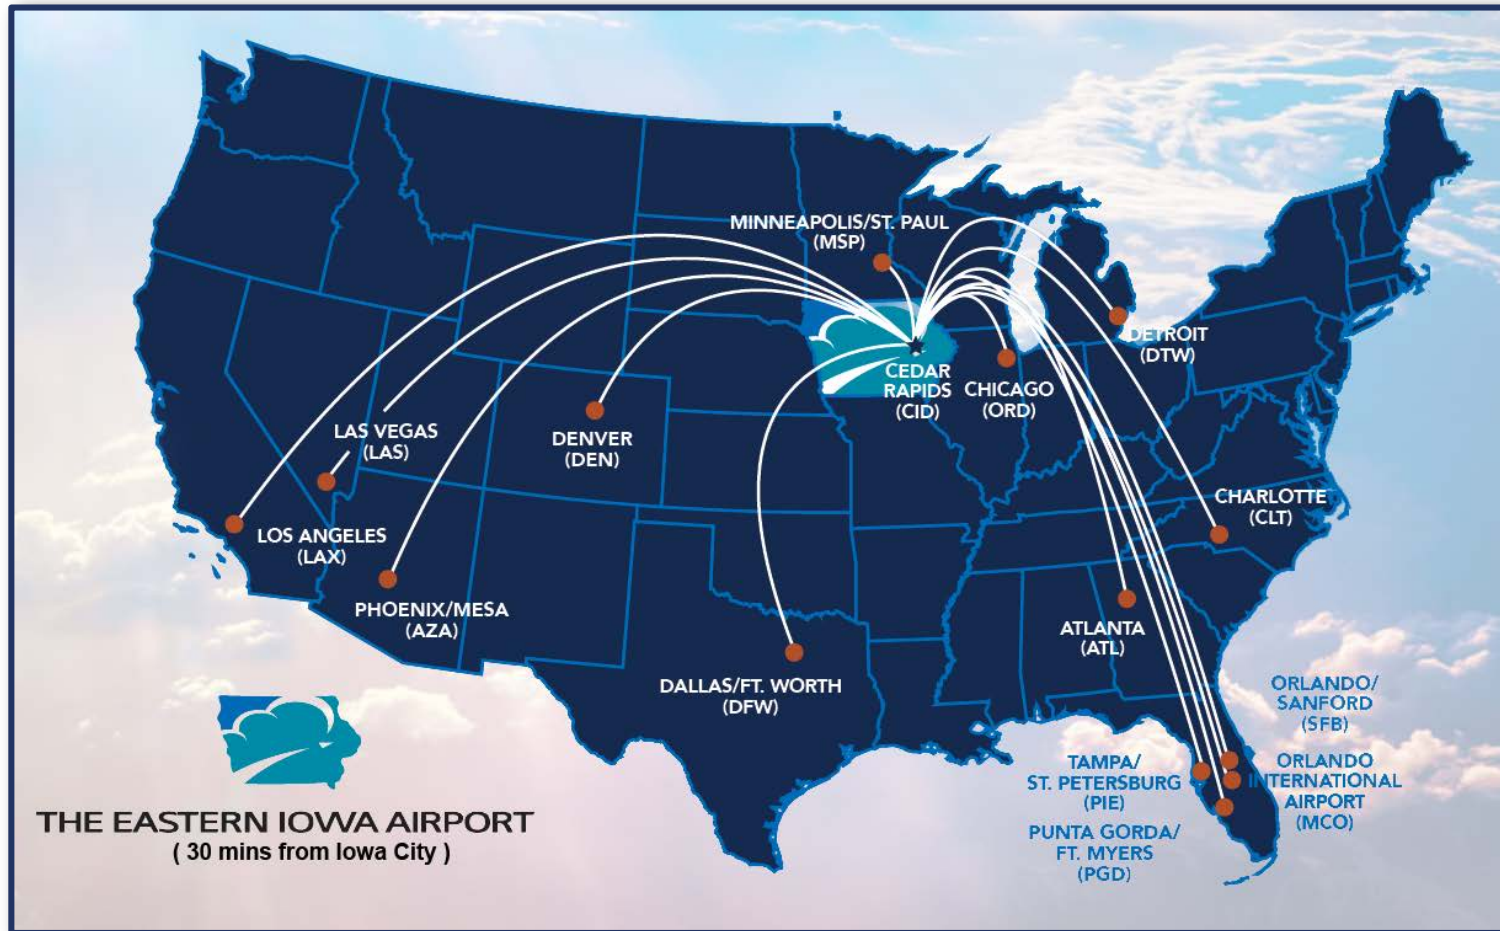 MINNEAPOLIS/ST. PAUL
(MSP)
DETROIT
(DTW)
CEDAR
RAPIDS
(CID)
CHICAGO
(ORD)
LAS VEGAS
(LAS)
DENVER
(DEN)
LOS ANGELES
(LAX)
CHARLOTTE
(CLT)
PHOENIX/MESA
(AZA)
ATLANTA
(ATL)
DALLAS/FT. WORTH
(DFW)
ORLANDO/
SANFORD
(SFB)
TAMPA/
ST. PETERSBURG
(PIE)
ORLANDO
INTERNATIONAL
AIRPORT
(MCO)
PUNTA GORDA/
FT. MYERS
(PGD)
THE EASTERN IOWA AIRPORT
( 30 mins from Iowa City )